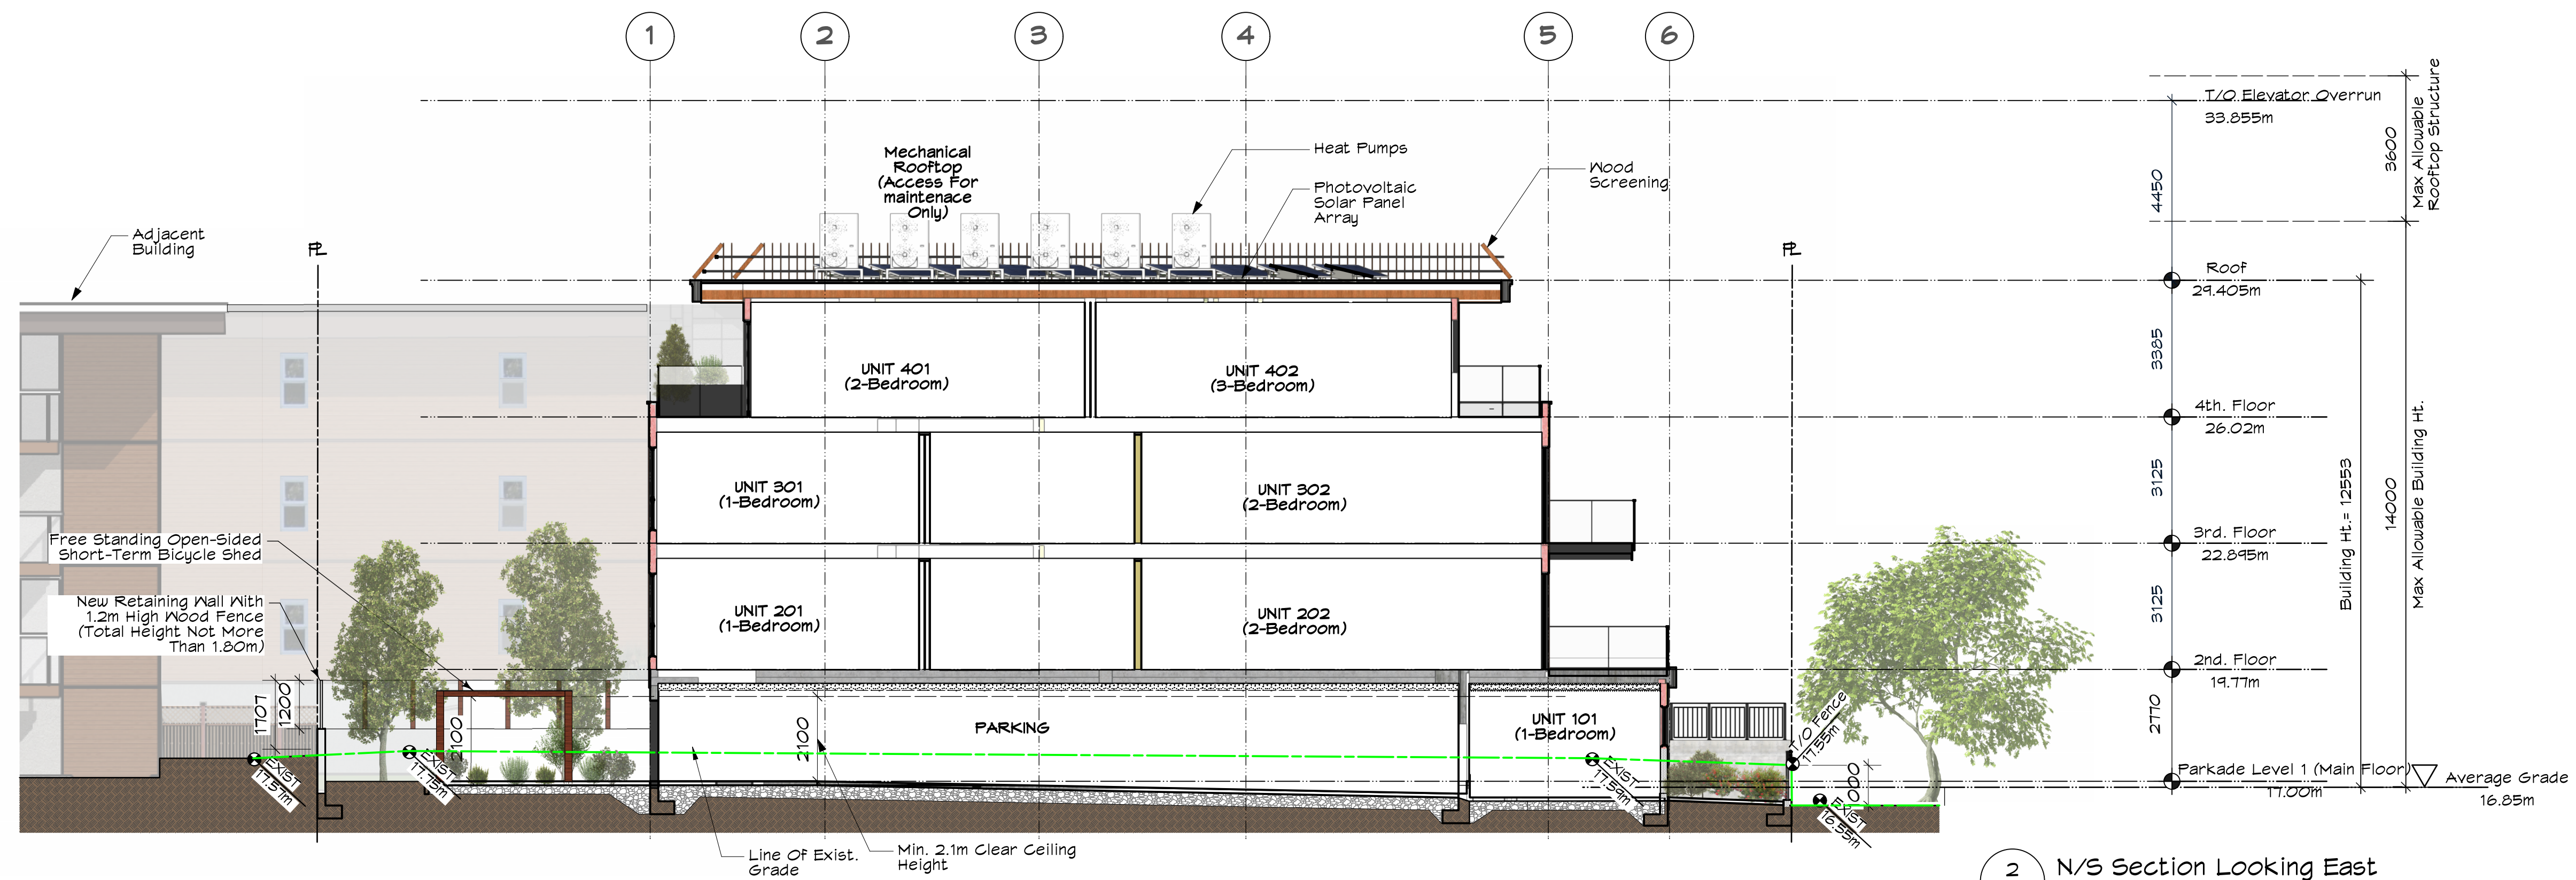 1
2
3
4
5
6
T/O Elevator Overrun
33.855m
3600
Max Allowable
Rooftop Structure
4450
Mechanical
Rooftop
(Access For
maintenace
Only)
Heat Pumps
Photovoltaic
Solar Panel
Array
Wood
Screening
Adjacent
Building
PL
PL
Roof
29.405m
3385
UNIT 401
(2-Bedroom)
UNIT 402
(3-Bedroom)
4th. Floor
26.02m
3125
UNIT 301
(1-Bedroom)
UNIT 302
(2-Bedroom)
Building Ht.= 12553
14000
Max Allowable Building Ht.
Free Standing Open-Sided
Short-Term Bicycle Shed
3rd. Floor
22.895m
3125
New Retaining Wall With
1.2m High Wood Fence
(Total Height Not More
Than 1.80m)
UNIT 201
(1-Bedroom)
UNIT 202
(2-Bedroom)
2nd. Floor
19.77m
2770
1707
1200
2100
2100
PARKING
UNIT 101
(1-Bedroom)
T/O Fence
17.55m
EXIST
17.57m
EXIST
17.75m
EXIST
17.59m
EXIST
16.55m
Parkade Level 1 (Main Floor)
17.00m
Average Grade
16.85m
Line Of Exist.
Grade
Min. 2.1m Clear Ceiling
Height
2
N/S Section Looking East